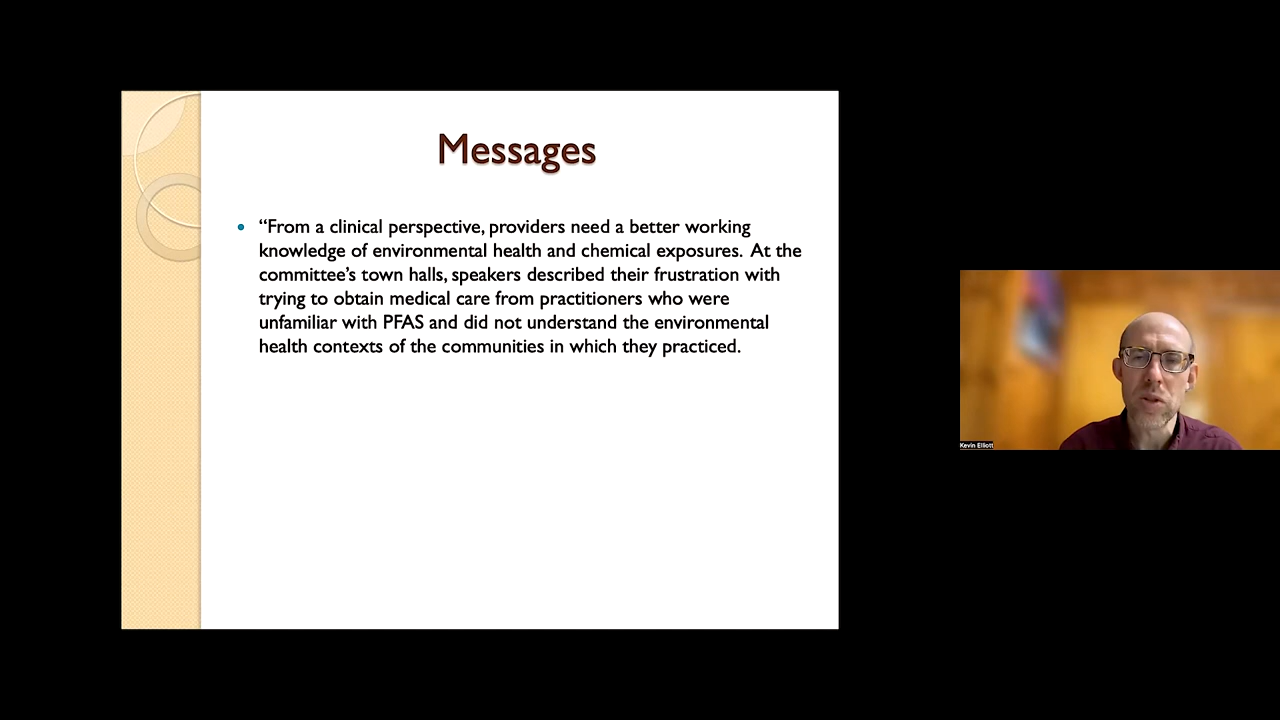 Messages
“From a clinical perspective, providers need a better working
knowledge of environmental health and chemical exposures.  At the
committee’s town halls, speakers described their frustration with
trying to obtain medical care from practitioners who were
unfamiliar with PFAS and did not understand the environmental
health contexts of the communities in which they practiced.
Kevin Elliott